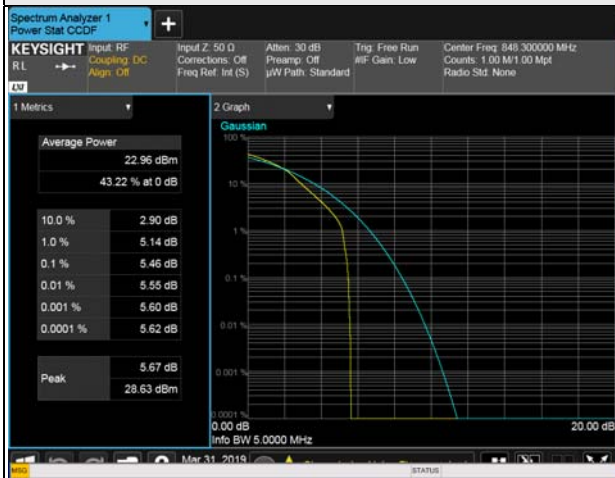 Spectrum Analyzer 1
Power Stat CCDF
KEYSIGHT
RL
LXI
Input: RF
Coupling: DC
Align: Off
Input Z: 50 Ω
Corrections: Off
Freq Ref: Int (S)
Atten: 30 dB
Preamp: Off
µW Path: Standard
Trig: Free Run
#IF Gain: Low
Center Freq: 848.300000 MHz
Counts: 1.00 M/1.00 Mpt
Radio Std: None
1 Metrics
Average Power
22.96 dBm
43.22 % at 0 dB
10.0 % 2.90 dB
1.0 % 5.14 dB
0.1 % 5.46 dB
0.01 % 5.55 dB
0.001 % 5.60 dB
0.0001 % 5.62 dB
Peak
5.67 dB
28.63 dBm
2 Graph
Gaussian
100 %
10 %
1 %
0.1 %
0.01 %
0.001 %
0.0001 %
0.00 dB
20.00 dB
Info BW 5.0000 MHz
Mar 31, 2019
MSG
STATUS